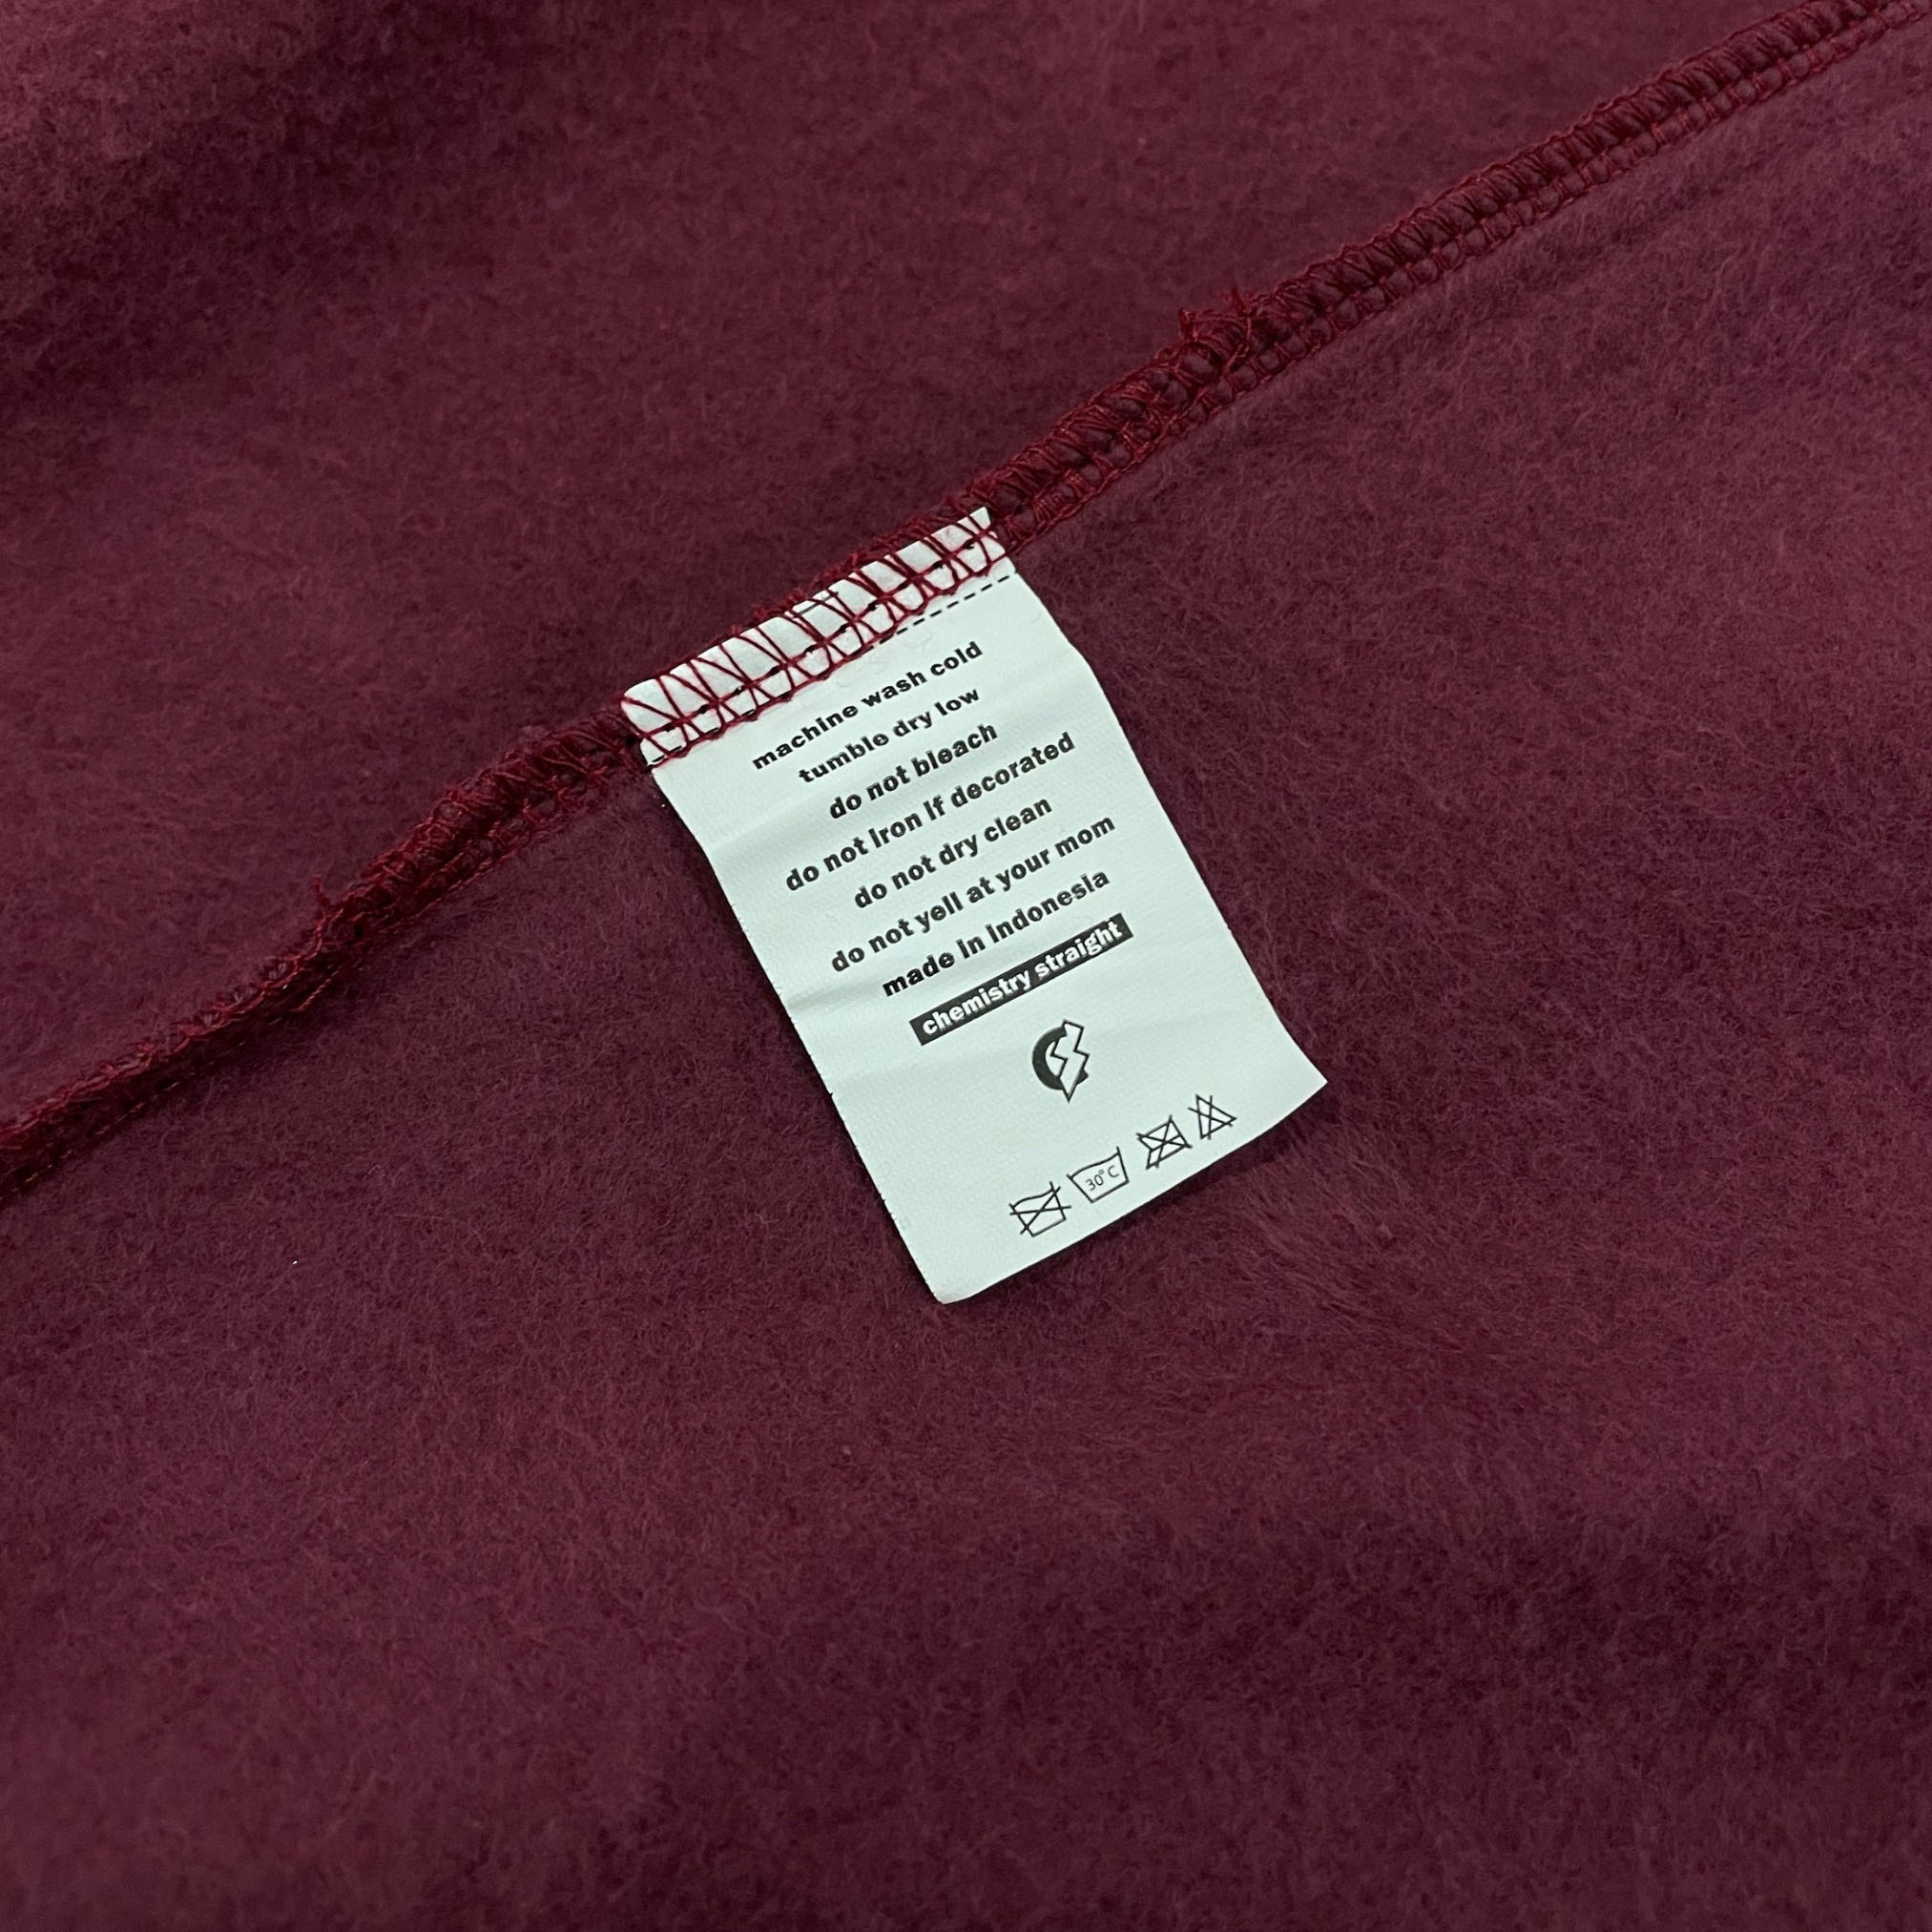 machine wash cold
tumble dry low
do not bleach
do not iron if decorated
do not dry clean
do not yell at your mom
made in indonesia
chemistry straight
30°C